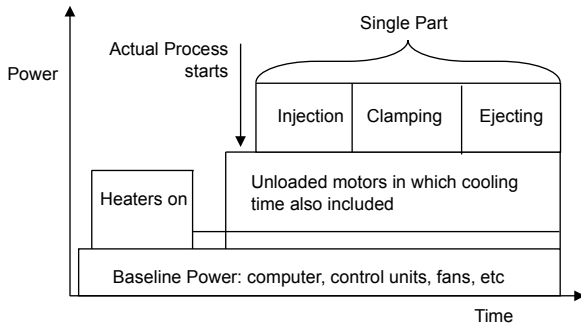 Single Part
Actual Process
starts
Power
Injection
Clamping
Ejecting
Unloaded motors in which cooling
time also included
Heaters on
Baseline Power: computer, control units, fans, etc
Time